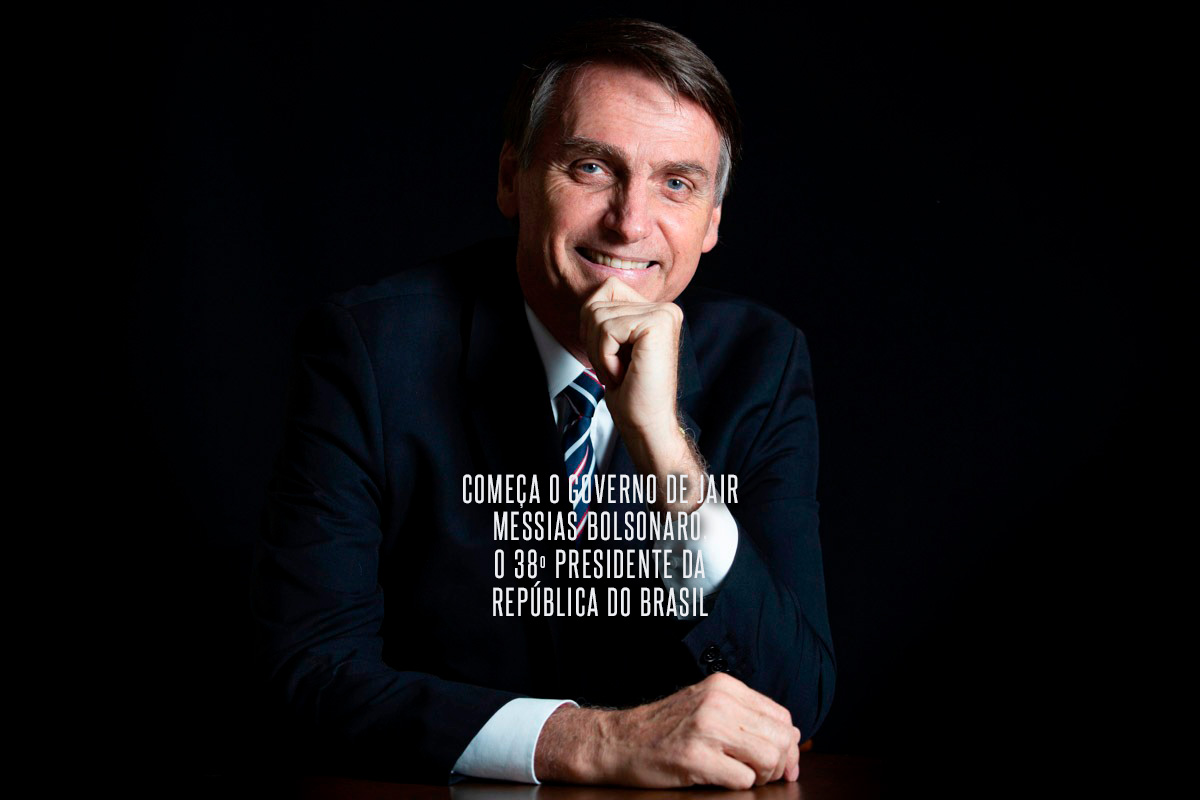 COMEÇA O GOVERNO DE JAIR
MESSIAS BOLSONARO,
O 38º PRESIDENTE DA
REPÚBLICA DO BRASIL